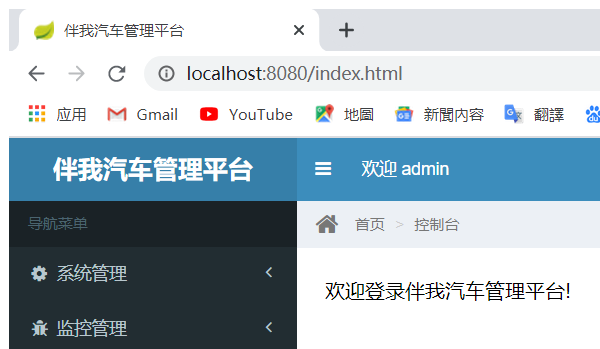 伴我汽车管理平台
localhost:8080/index.html
应用 Gmail YouTube 地圖 新聞內容 翻譯
伴我汽车管理平台 欢迎 admin
导航菜单 首页 > 控制台
系统管理
欢迎登录伴我汽车管理平台!
监控管理